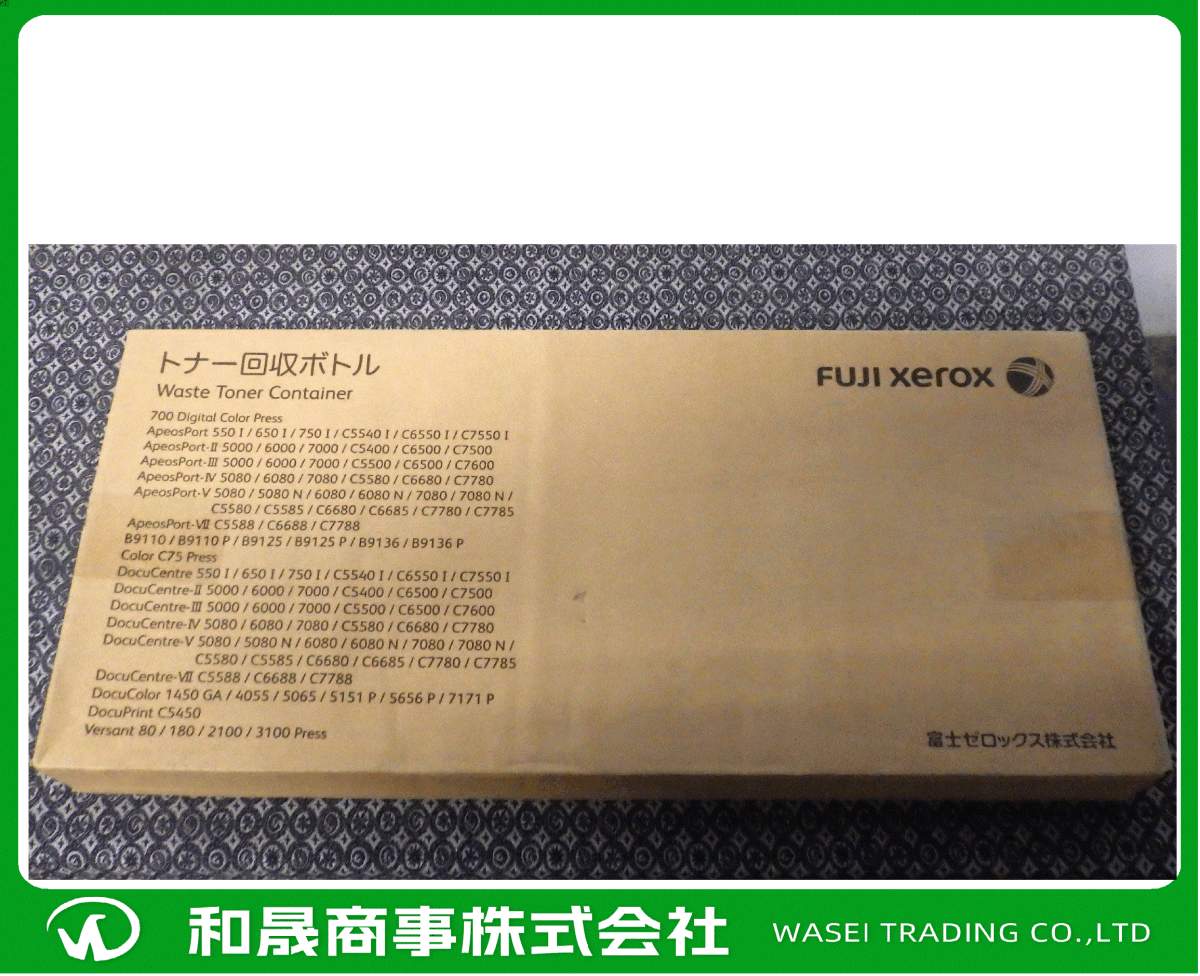 トナー回収ボトル
Waste Toner Container
FUJI xerox
700 Digital Color Press
ApeosPort 550 I / 650 I / 750 I / C5540 I / C6550 I / C7550 I
ApeosPort-Ⅱ 5000 / 6000 / 7000 / C5400 / C6500 / C7500
ApeosPort-Ⅲ 5000 / 6000 / 7000 / C5500 / C6500 / C7600
ApeosPort-Ⅳ 5080 / 6080 / 7080 / C5580 / C6680 / C7780
ApeosPort-V 5080 / 5080 N / 6080 / 6080 N / 7080 / 7080 N /
C5580 / C5585 / C6680 / C6685 / C7780 / C7785
ApeosPort-Ⅶ C5588 / C6688 / C7788
B9110 / B9110 P / B9125 / B9125 P / B9136 / B9136 P
Color C75 Press
DocuCentre 550 I / 650 I / 750 I / C5540 I / C6550 I / C7550 I
DocuCentre-Ⅱ 5000 / 6000 / 7000 / C5400 / C6500 / C7500
DocuCentre-Ⅲ 5000 / 6000 / 7000 / C5500 / C6500 / C7600
DocuCentre-Ⅳ 5080 / 6080 / 7080 / C5580 / C6680 / C7780
DocuCentre-V 5080 / 5080 N / 6080 / 6080 N / 7080 / 7080 N /
C5580 / C5585 / C6680 / C6685 / C7780 / C7785
DocuCentre-Ⅶ C5588 / C6688 / C7788
DocuColor 1450 GA / 4055 / 5065 / 5151 P / 5656 P / 7171 P
DocuPrint C5450
Versant 80 / 180 / 2100 / 3100 Press
富士ゼロックス株式会社
和晟商事株式会社
WASEI TRADING CO.,LTD